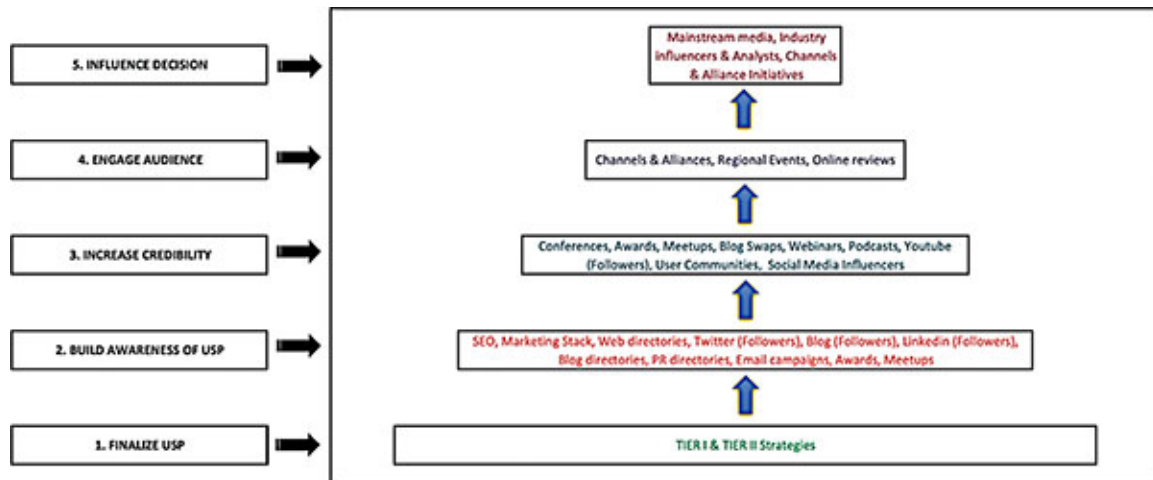 5. INFLUENCE DECISION
Mainstream media, Industry
influencers & Analysts, Channels
& Alliance Initiatives
4. ENGAGE AUDIENCE
Channels & Alliances, Regional Events, Online reviews
3. INCREASE CREDIBILITY
Conferences, Awards, Meetups, Blog Swaps, Webinars, Podcasts, Youtube
(Followers), User Communities, Social Media Influencers
2. BUILD AWARENESS OF USP
SEO, Marketing Stack, Web directories, Twitter (Followers), Blog (Followers), Linkedin (Followers),
Blog directories, PR directories, Email campaigns, Awards, Meetups
1. FINALIZE USP
TIER I & TIER II Strategies